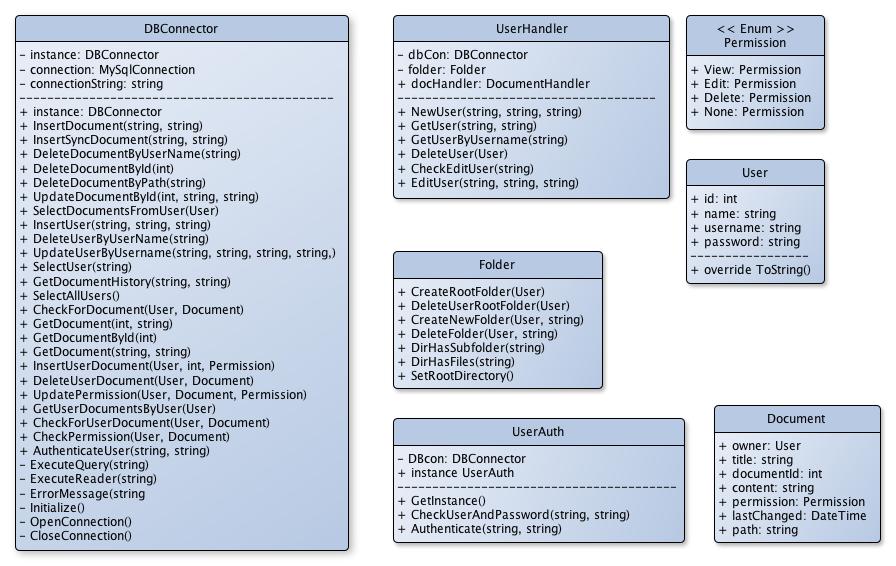 DBConnector
– instance: DBConnector
– connection: MySqlConnection
– connectionString: string
+ instance: DBConnector
+ InsertDocument(string, string)
+ InsertSyncDocument(string, string)
+ DeleteDocumentByUserName(string)
+ DeleteDocumentById(int)
+ DeleteDocumentByPath(string)
+ UpdateDocumentById(int, string, string)
+ SelectDocumentsFromUser(User)
+ InsertUser(string, string, string)
+ DeleteUserByUserName(string)
+ UpdateUserByUsername(string, string, string, string,)
+ SelectUser(string)
+ GetDocumentHistory(string, string)
+ SelectAllUsers()
+ CheckForDocument(User, Document)
+ GetDocument(int, string)
+ GetDocumentById(int)
+ GetDocument(string, string)
+ InsertUserDocument(User, int, Permission)
+ DeleteUserDocument(User, Document)
+ UpdatePermission(User, Document, Permission)
+ GetUserDocumentsByUser(User)
+ CheckForUserDocument(User, Document)
+ CheckPermission(User, Document)
+ AuthenticateUser(string, string)
– ExecuteQuery(string)
– ExecuteReader(string)
– ErrorMessage(string
– Initialize()
– OpenConnection()
– CloseConnection()
UserHandler
– dbCon: DBConnector
– folder: Folder
+ docHandler: DocumentHandler
+ NewUser(string, string, string)
+ GetUser(string, string)
+ GetUserByUsername(string)
+ DeleteUser(User)
+ CheckEditUser(string)
+ EditUser(string, string, string)
<< Enum >>
Permission
+ View: Permission
+ Edit: Permission
+ Delete: Permission
+ None: Permission
User
+ id: int
+ name: string
+ username: string
+ password: string
+ override ToString()
Folder
+ CreateRootFolder(User)
+ DeleteUserRootFolder(User)
+ CreateNewFolder(User, string)
+ DeleteFolder(User, string)
+ DirHasSubfolder(string)
+ DirHasFiles(string)
+ SetRootDirectory()
UserAuth
– DBcon: DBConnector
+ instance UserAuth
+ GetInstance()
+ CheckUserAndPassword(string, string)
+ Authenticate(string, string)
Document
+ owner: User
+ title: string
+ documentId: int
+ content: string
+ permission: Permission
+ lastChanged: DateTime
+ path: string